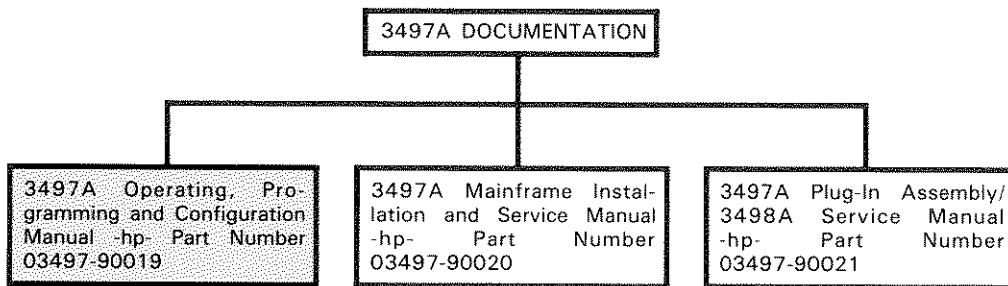 3497A DOCUMENTATION
3497A Operating, Pro-
gramming and Configuration
Manual -hp- Part Number
03497-90019
3497A Mainframe Instal-
lation and Service Manual
-hp- Part Number
03497-90020
3497A Plug-In Assembly/
3498A Service Manual
-hp- Part Number
03497-90021